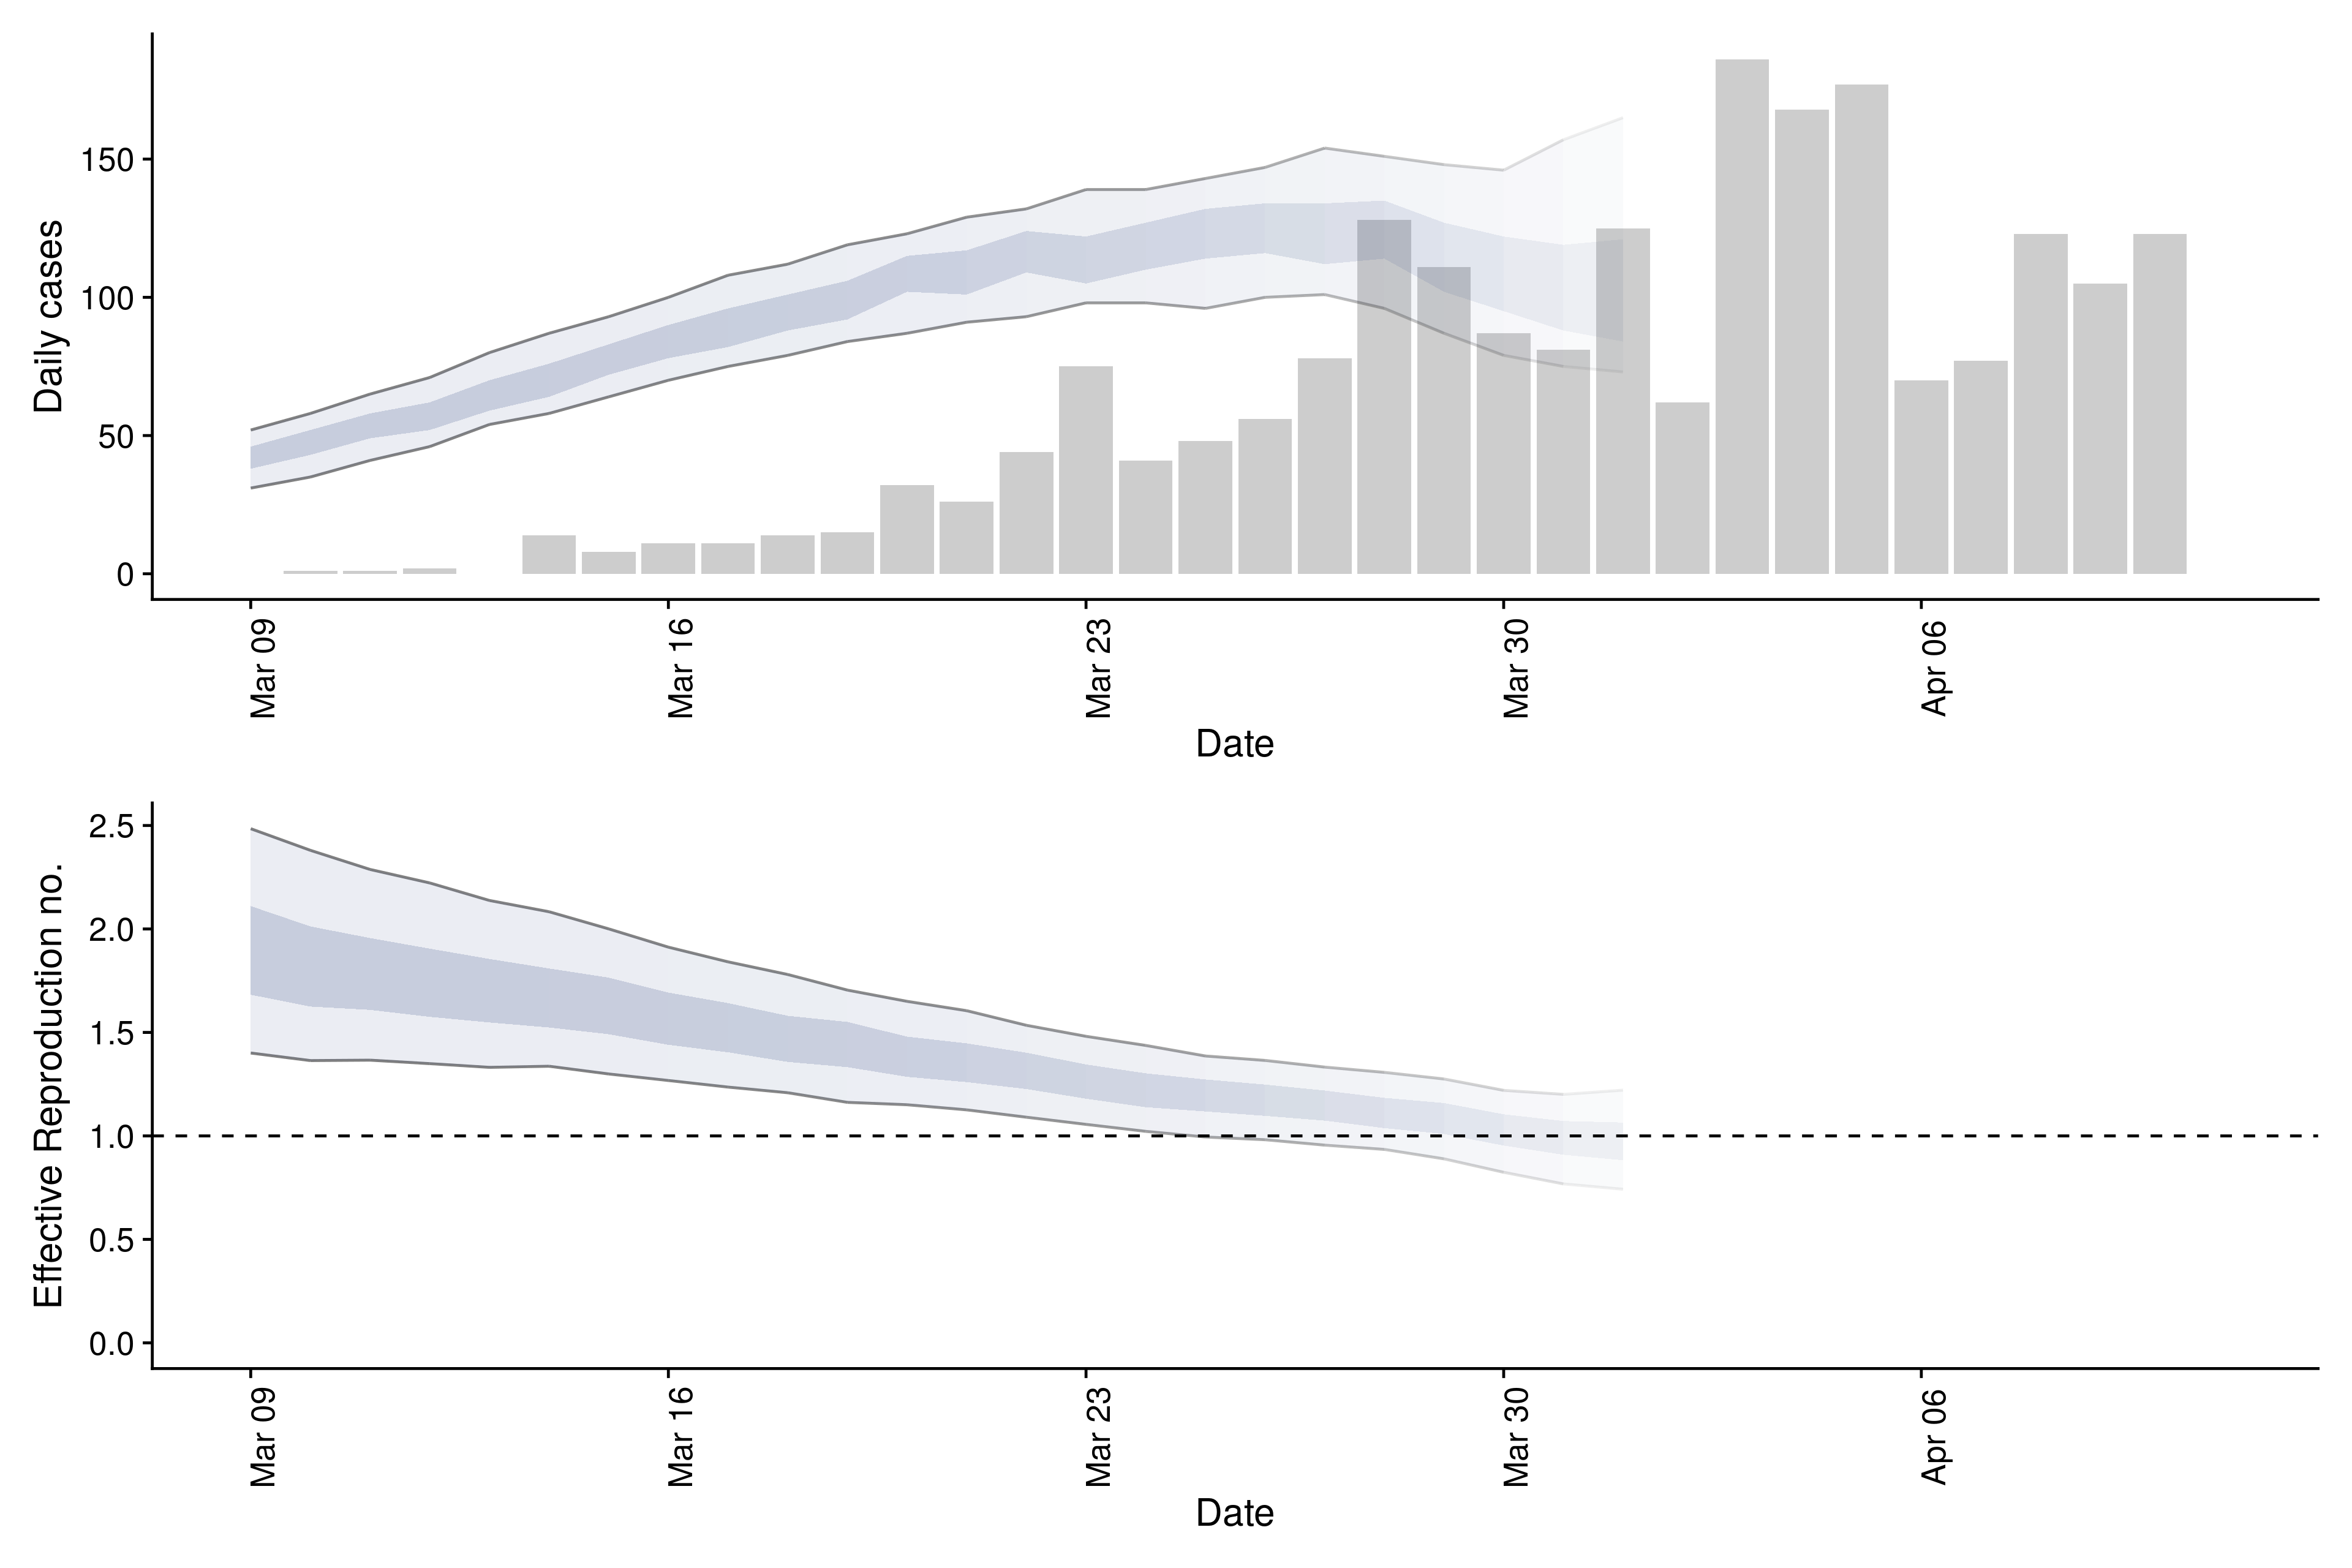 Daily cases
150
100
50
0
Mar 09
Mar 16
Mar 23
Mar 30
Apr 06
Date
Effective Reproduction no.
2.5
2.0
1.5
1.0
0.5
0.0
Mar 09
Mar 16
Mar 23
Mar 30
Apr 06
Date